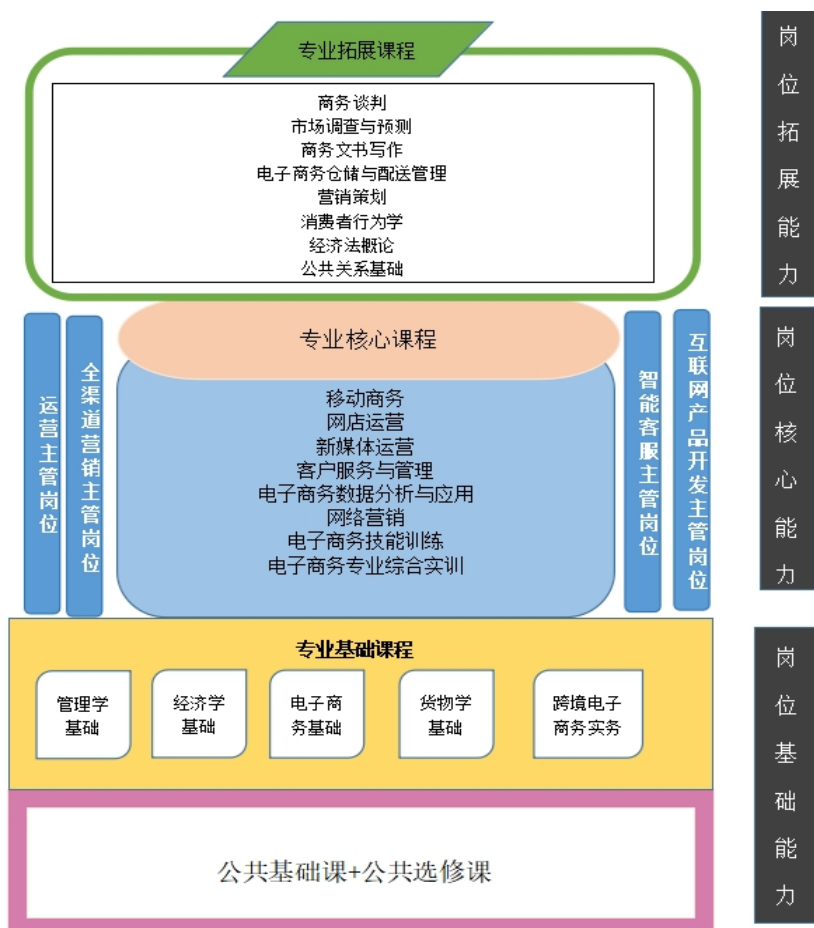 专业拓展课程
商务谈判
市场调查与预测
商务文书写作
电子商务仓储与配送管理
营销策划
消费者行为学
经济法概论
公共关系基础
岗位拓展能力
运营主管岗位
全渠道营销主管岗位
专业核心课程
移动商务
网店运营
新媒体运营
客户服务与管理
电子商务数据分析与应用
网络营销
电子商务技能训练
电子商务专业综合实训
智能客服主管岗位
互联网产品开发主管岗位
岗位核心能力
专业基础课程
管理学
基础
经济学
基础
电子商
务基础
货物学
基础
跨境电子
商务实务
公共基础课+公共选修课
岗位基础能力